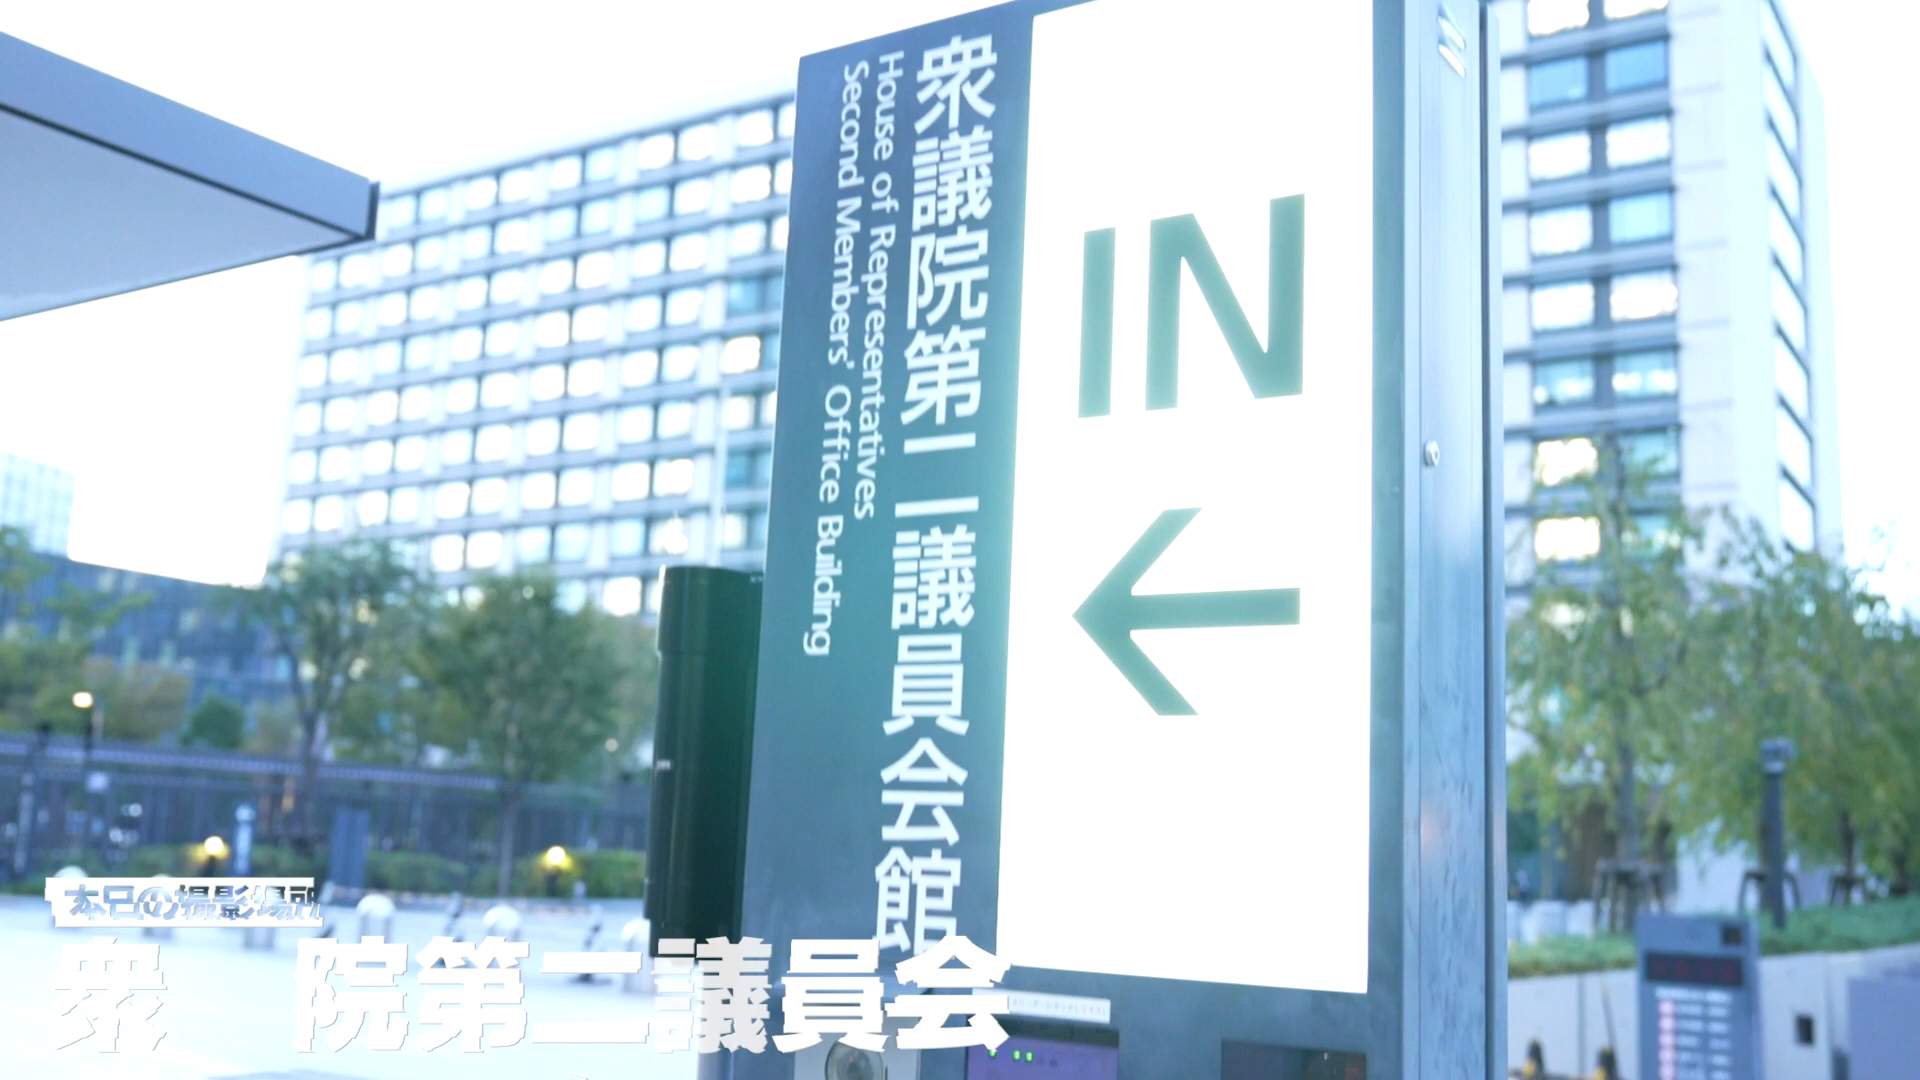 衆議院第二議員会館
House of Representatives
Second Members' Office Building
IN
本日の撮影場所
衆 院第二議員会